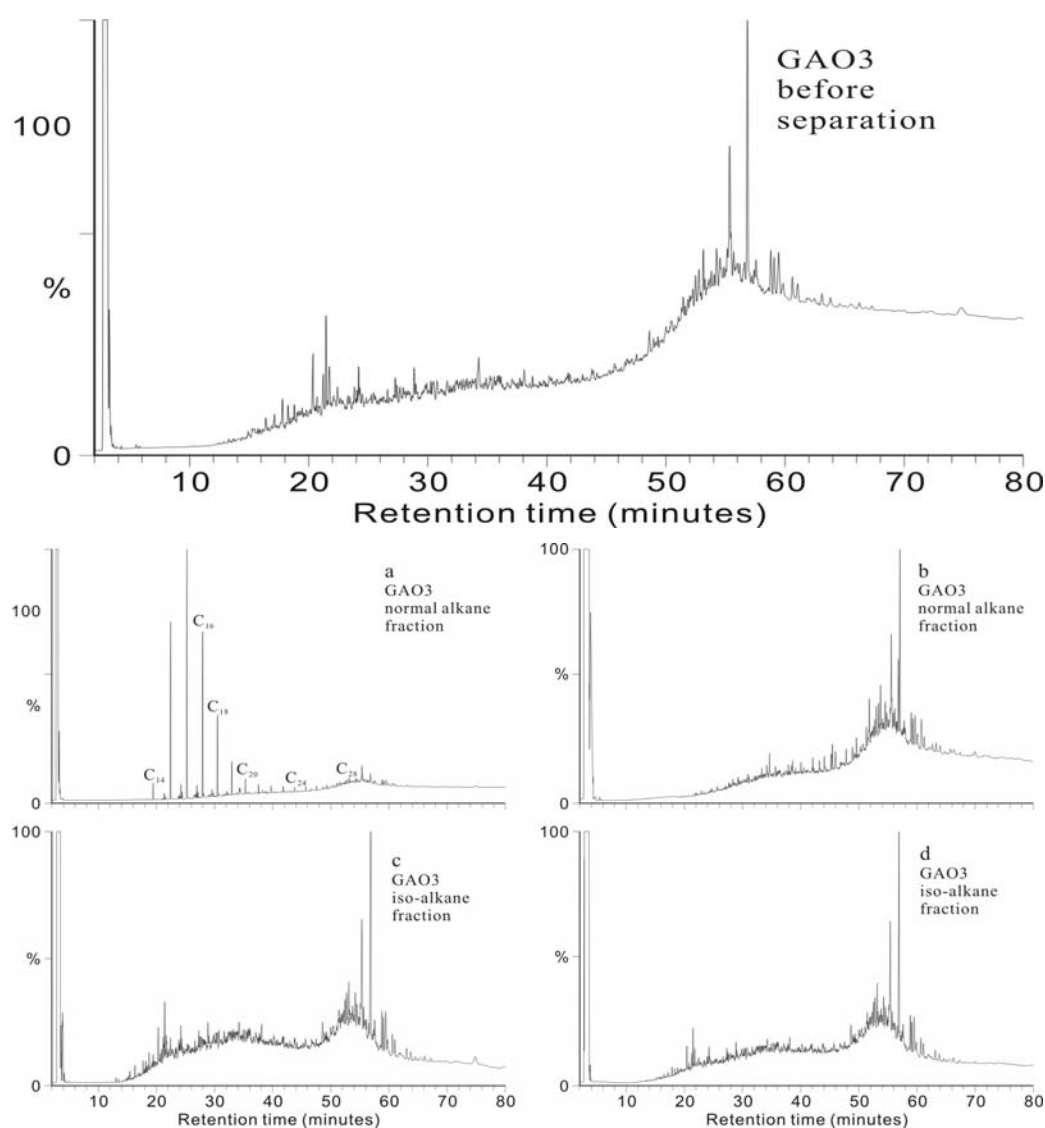 GAO3
before
separation
100
%
0
10 20 30 40 50 60 70 80
Retention time (minutes)
a
GAO3
normal alkane
fraction
100
%
0
C₁₄
C₁₆
C₁₈
C₂₀
C₂₄
C₂₈
b
GAO3
normal alkane
fraction
100
%
0
c
GAO3
iso-alkane
fraction
100
%
0
10 20 30 40 50 60 70 80
Retention time (minutes)
d
GAO3
iso-alkane
fraction
100
%
0
10 20 30 40 50 60 70 80
Retention time (minutes)